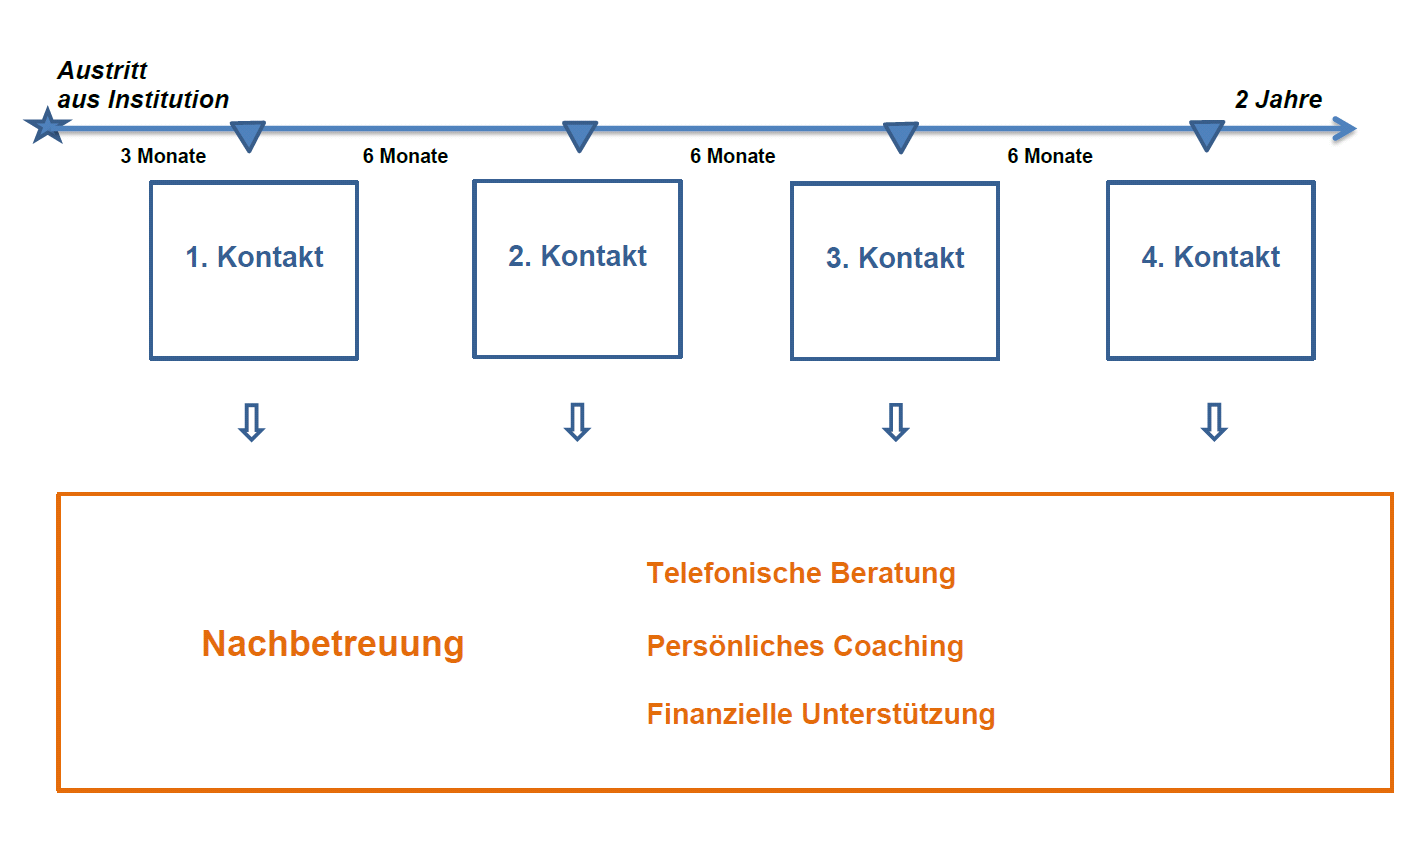 Austritt
aus Institution
2 Jahre
3 Monate
6 Monate
6 Monate
6 Monate
1. Kontakt
2. Kontakt
3. Kontakt
4. Kontakt
Nachbetreuung
Telefonische Beratung
Persönliches Coaching
Finanzielle Unterstützung